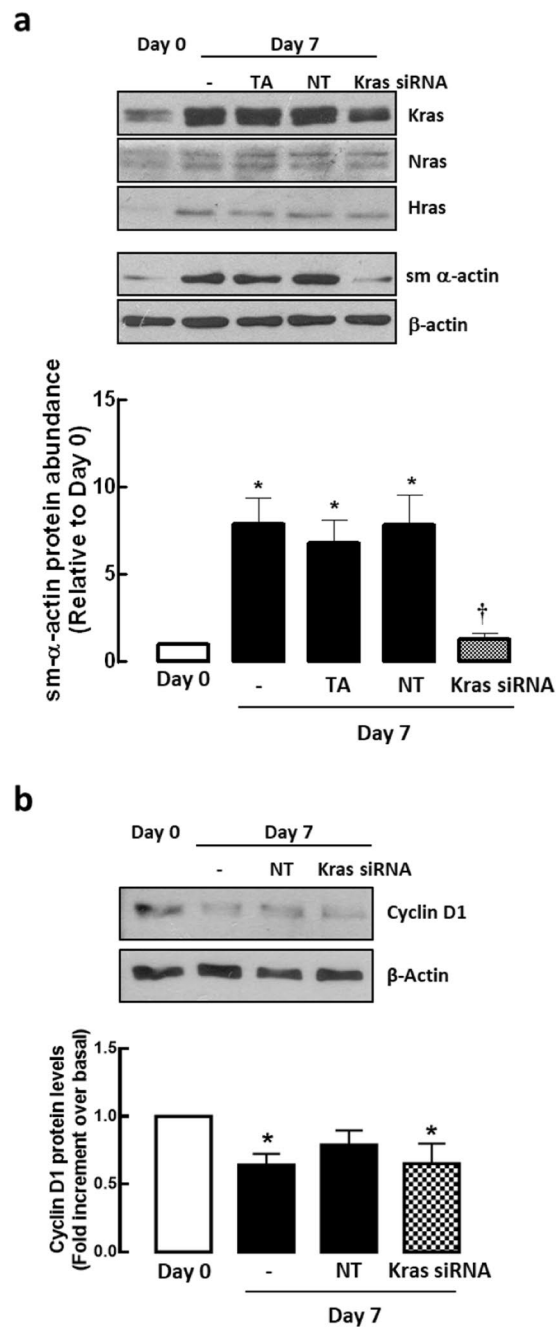 a
Day 0 Day 7
- TA NT Kras siRNA
Kras
Nras
Hras
sm α-actin
β-actin
sm-α-actin protein abundance
(Relative to Day 0)
15
10
5
0
* * * †
Day 0 - TA NT Kras siRNA
Day 7
b
Day 0 Day 7
- NT Kras siRNA
Cyclin D1
β-Actin
Cyclin D1 protein levels
(Fold increment over basal)
1.5
1.0
0.5
0.0
* *
Day 0 - NT Kras siRNA
Day 7